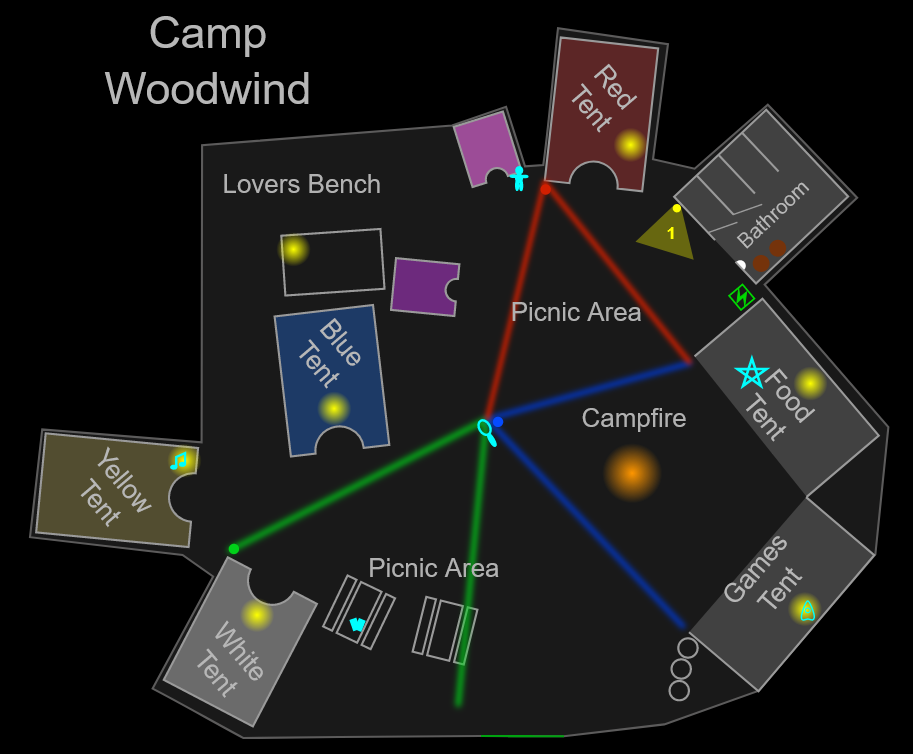 Camp
Woodwind
Red
Tent
Lovers Bench
Bathroom
1
Picnic Area
Blue
Tent
Food
Tent
Campfire
Yellow
Tent
Picnic Area
Games
Tent
White
Tent